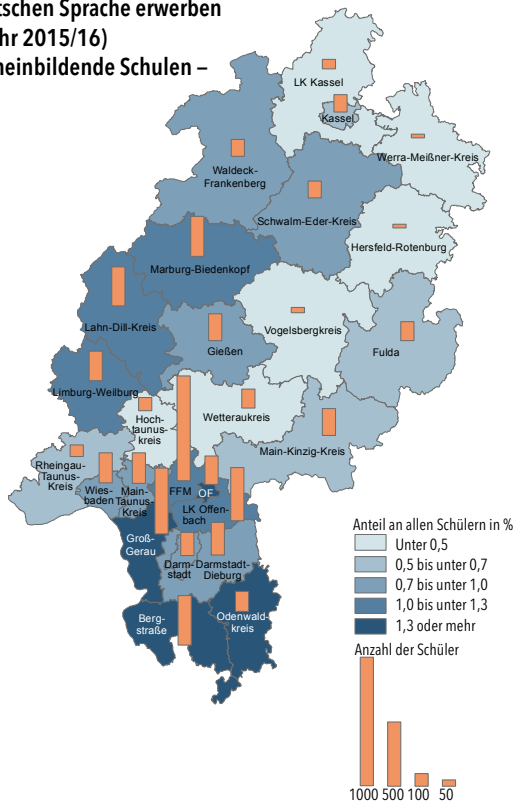 tschen Sprache erwerben
hr 2015/16)
neinbildende Schulen –
LK Kassel
Kassel
Werra-Meißner-Kreis
Waldeck-
Frankenberg
Schwalm-Eder-Kreis
Hersfeld-Rotenburg
Marburg-Biedenkopf
Lahn-Dill-Kreis
Vogelsbergkreis
Gießen
Fulda
Limburg-Weilburg
Hoch-
taunus-
kreis
Wetteraukreis
Main-Kinzig-Kreis
Rheingau-
Taunus-
Kreis
Wies-
baden
Main-
Taunus-
Kreis
FFM
OF
LK Offen-
bach
Groß-
Gerau
Darm-
stadt
Darmstadt-
Dieburg
Berg-
straße
Odenwald-
kreis
Anteil an allen Schülern in %
Unter 0,5
0,5 bis unter 0,7
0,7 bis unter 1,0
1,0 bis unter 1,3
1,3 oder mehr
Anzahl der Schüler
1000 500 100 50